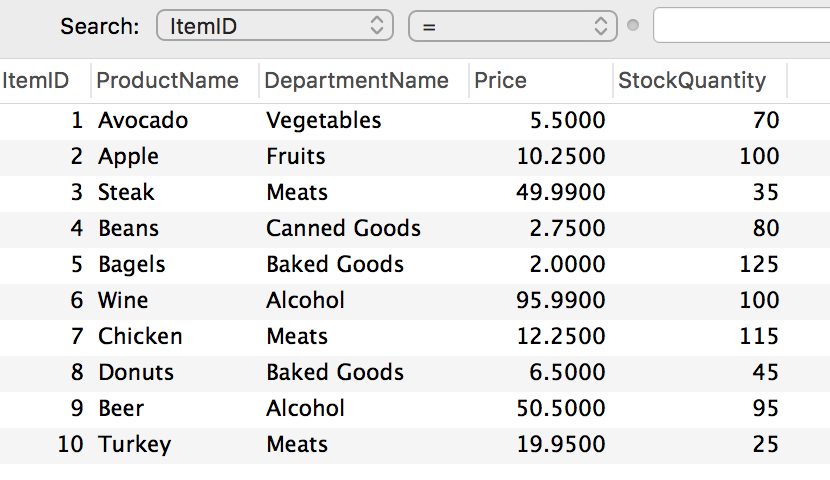 Search: ItemID =
ItemID ProductName DepartmentName Price StockQuantity
1 Avocado Vegetables 5.5000 70
2 Apple Fruits 10.2500 100
3 Steak Meats 49.9900 35
4 Beans Canned Goods 2.7500 80
5 Bagels Baked Goods 2.0000 125
6 Wine Alcohol 95.9900 100
7 Chicken Meats 12.2500 115
8 Donuts Baked Goods 6.5000 45
9 Beer Alcohol 50.5000 95
10 Turkey Meats 19.9500 25